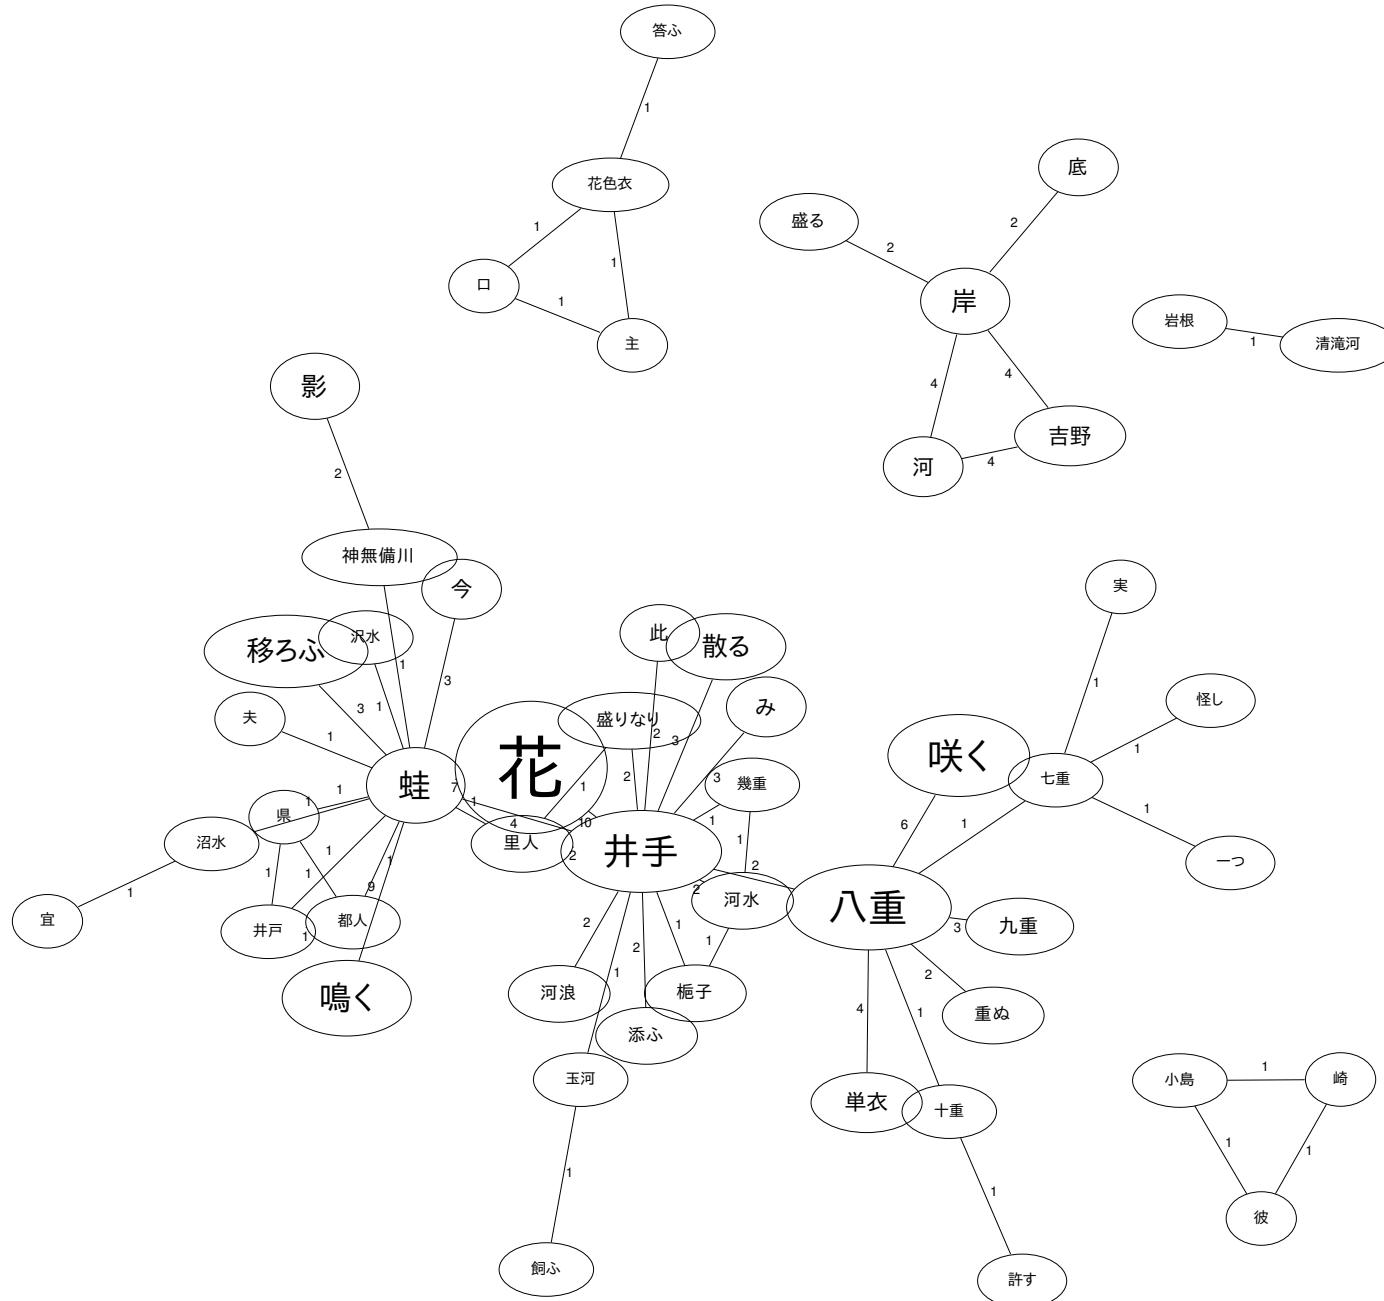 答ふ
1
花色衣
1
1
口
1
主
底
盛る
2
2
岸
4
4
河
4
吉野
岩根
1
清滝河
影
2
神無備川
今
移ろふ
沢水
1
3
3
1
夫
1
蛙
7
1
1
1
県
沼水
1
宜
1
1
1
井戸
1
都人
1
9
鳴く
花
盛りなり
此
散る
み
2
3
2
1
3
幾重
4
10
里人
2
井手
1
1
2
2
河水
2
2
1
1
1
河浪
梔子
添ふ
玉河
1
飼ふ
実
1
怪し
1
咲く
七重
1
一つ
6
1
八重
3
九重
2
重ぬ
4
1
単衣
十重
1
許す
小島
1
崎
1
1
彼